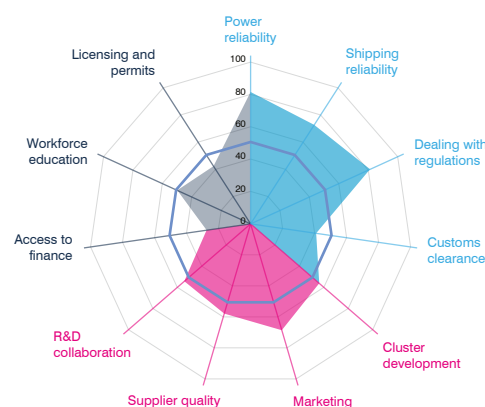 Power
reliability
Licensing and
permits
Shipping
reliability
100
80
60
40
20
0
Workforce
education
Dealing with
regulations
Access to
finance
Customs
clearance
R&D
collaboration
Cluster
development
Supplier quality
Marketing